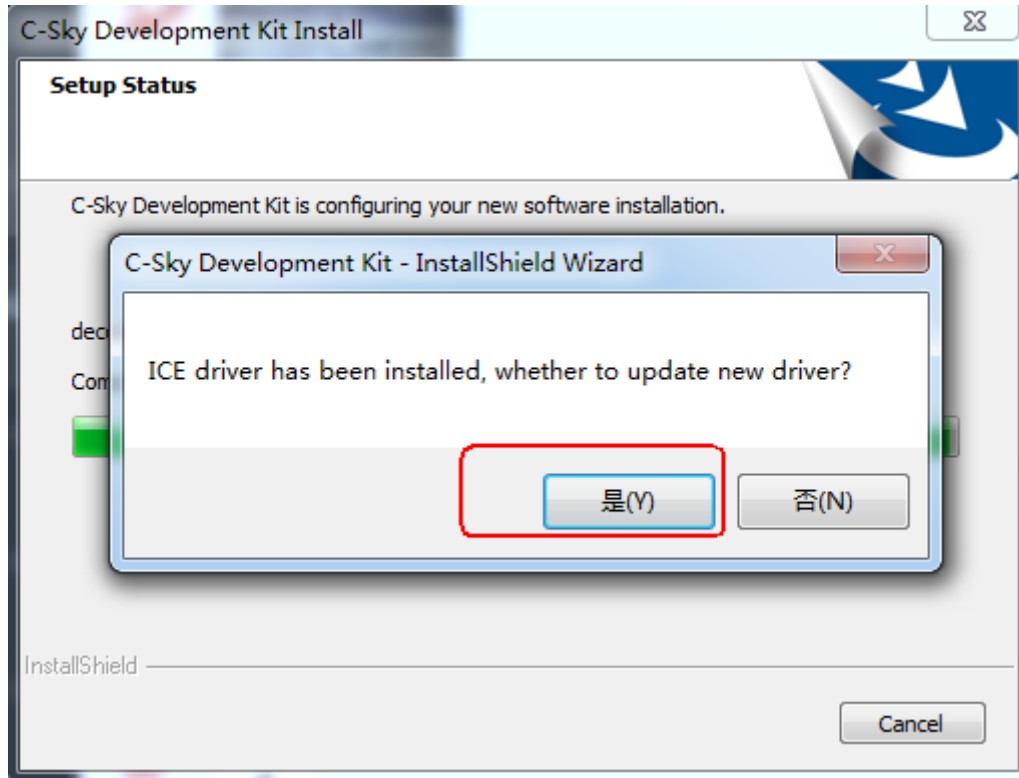 C-Sky Development Kit Install
Setup Status
C-Sky Development Kit is configuring your new software installation.
C-Sky Development Kit - InstallShield Wizard
ICE driver has been installed, whether to update new driver?
是(Y)
否(N)
InstallShield
Cancel